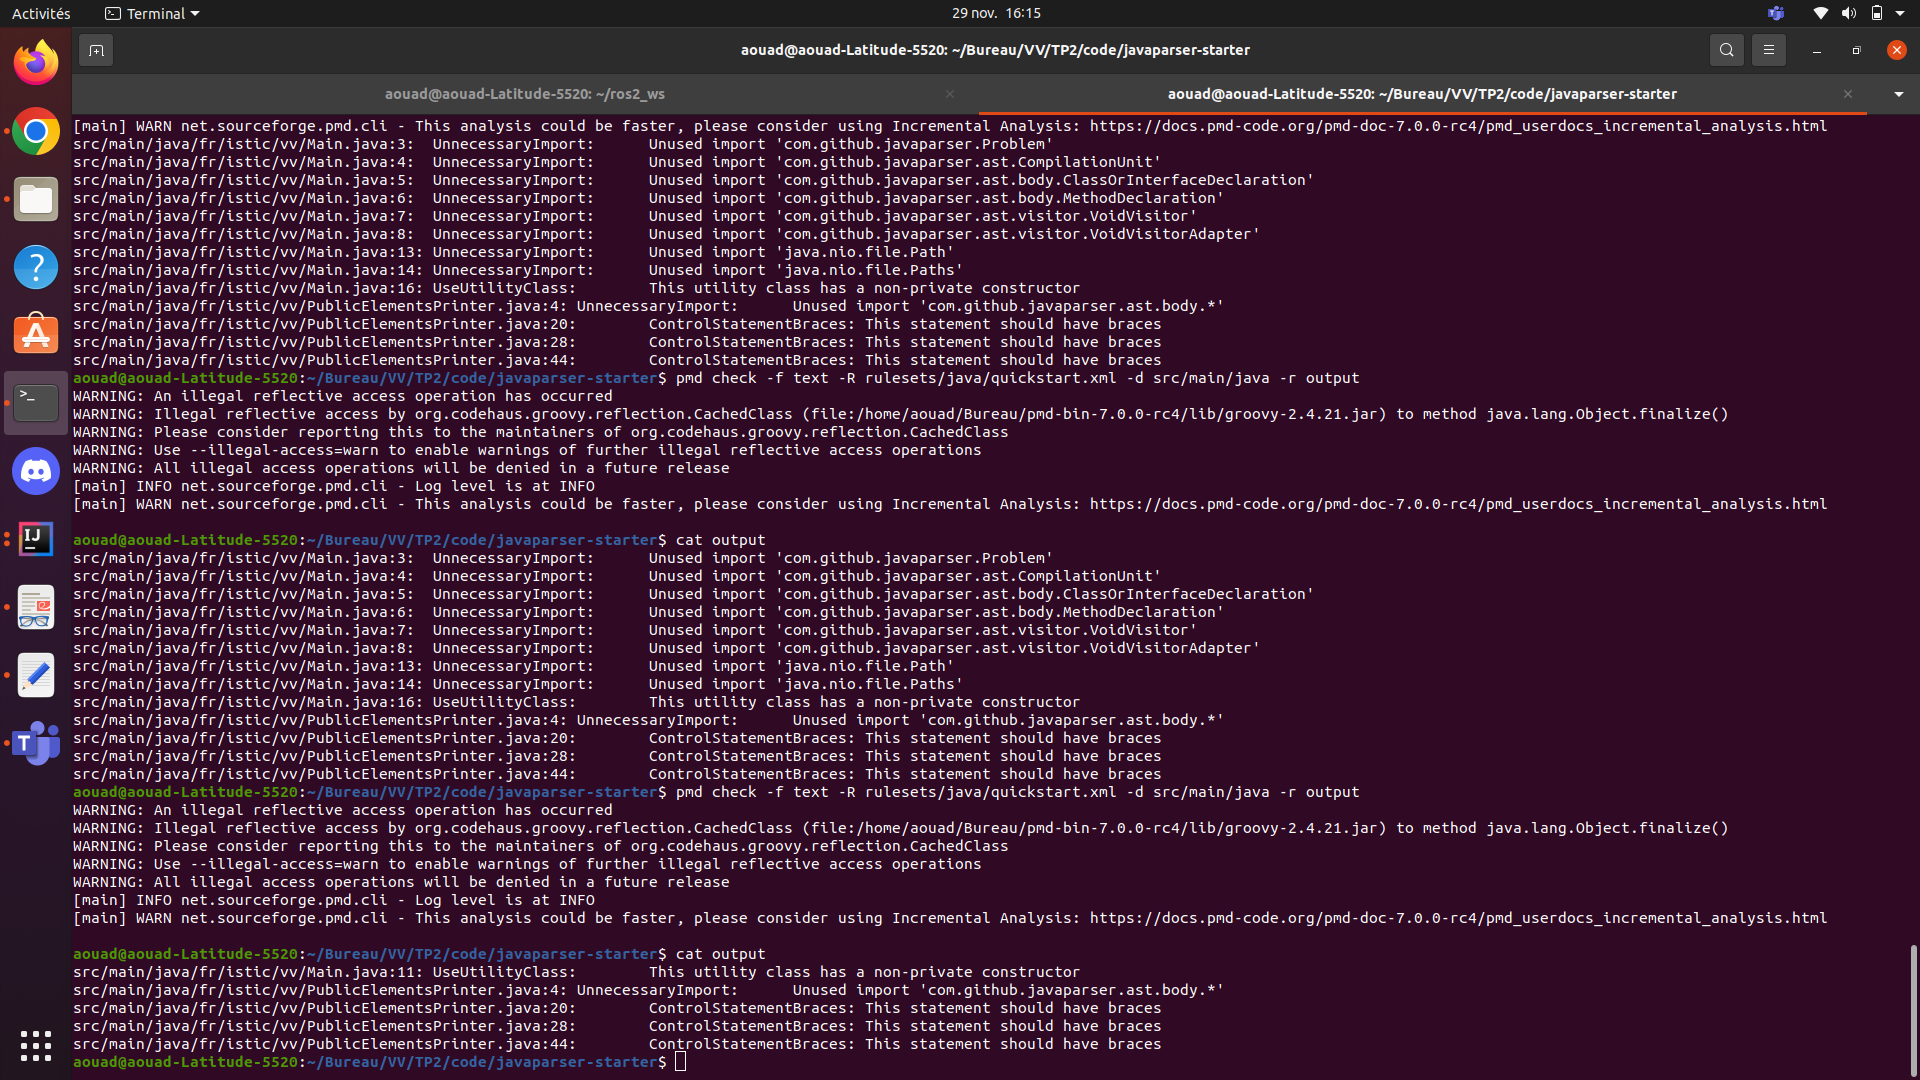 Activités
Terminal
29 nov. 16:15
aouad@aouad-Latitude-5520: ~/Bureau/VV/TP2/code/javaparser-starter
aouad@aouad-Latitude-5520: ~/ros2_ws
aouad@aouad-Latitude-5520: ~/Bureau/VV/TP2/code/javaparser-starter
[main] WARN net.sourceforge.pmd.cli - This analysis could be faster, please consider using Incremental Analysis: https://docs.pmd-code.org/pmd-doc-7.0.0-rc4/pmd_userdocs_incremental_analysis.html
src/main/java/fr/istic/vv/Main.java:3:	UnnecessaryImport:	Unused import 'com.github.javaparser.Problem'
src/main/java/fr/istic/vv/Main.java:4:	UnnecessaryImport:	Unused import 'com.github.javaparser.ast.CompilationUnit'
src/main/java/fr/istic/vv/Main.java:5:	UnnecessaryImport:	Unused import 'com.github.javaparser.ast.body.ClassOrInterfaceDeclaration'
src/main/java/fr/istic/vv/Main.java:6:	UnnecessaryImport:	Unused import 'com.github.javaparser.ast.body.MethodDeclaration'
src/main/java/fr/istic/vv/Main.java:7:	UnnecessaryImport:	Unused import 'com.github.javaparser.ast.visitor.VoidVisitor'
src/main/java/fr/istic/vv/Main.java:8:	UnnecessaryImport:	Unused import 'com.github.javaparser.ast.visitor.VoidVisitorAdapter'
src/main/java/fr/istic/vv/Main.java:13:	UnnecessaryImport:	Unused import 'java.nio.file.Path'
src/main/java/fr/istic/vv/Main.java:14:	UnnecessaryImport:	Unused import 'java.nio.file.Paths'
src/main/java/fr/istic/vv/Main.java:16:	UseUtilityClass:	This utility class has a non-private constructor
src/main/java/fr/istic/vv/PublicElementsPrinter.java:4:	UnnecessaryImport:	Unused import 'com.github.javaparser.ast.body.*'
src/main/java/fr/istic/vv/PublicElementsPrinter.java:20:	ControlStatementBraces:	This statement should have braces
src/main/java/fr/istic/vv/PublicElementsPrinter.java:28:	ControlStatementBraces:	This statement should have braces
src/main/java/fr/istic/vv/PublicElementsPrinter.java:44:	ControlStatementBraces:	This statement should have braces
aouad@aouad-Latitude-5520:~/Bureau/VV/TP2/code/javaparser-starter$ pmd check -f text -R rulesets/java/quickstart.xml -d src/main/java -r output
WARNING: An illegal reflective access operation has occurred
WARNING: Illegal reflective access by org.codehaus.groovy.reflection.CachedClass (file:/home/aouad/Bureau/pmd-bin-7.0.0-rc4/lib/groovy-2.4.21.jar) to method java.lang.Object.finalize()
WARNING: Please consider reporting this to the maintainers of org.codehaus.groovy.reflection.CachedClass
WARNING: Use --illegal-access=warn to enable warnings of further illegal reflective access operations
WARNING: All illegal access operations will be denied in a future release
[main] INFO net.sourceforge.pmd.cli - Log level is at INFO
[main] WARN net.sourceforge.pmd.cli - This analysis could be faster, please consider using Incremental Analysis: https://docs.pmd-code.org/pmd-doc-7.0.0-rc4/pmd_userdocs_incremental_analysis.html
aouad@aouad-Latitude-5520:~/Bureau/VV/TP2/code/javaparser-starter$ cat output
src/main/java/fr/istic/vv/Main.java:3:	UnnecessaryImport:	Unused import 'com.github.javaparser.Problem'
src/main/java/fr/istic/vv/Main.java:4:	UnnecessaryImport:	Unused import 'com.github.javaparser.ast.CompilationUnit'
src/main/java/fr/istic/vv/Main.java:5:	UnnecessaryImport:	Unused import 'com.github.javaparser.ast.body.ClassOrInterfaceDeclaration'
src/main/java/fr/istic/vv/Main.java:6:	UnnecessaryImport:	Unused import 'com.github.javaparser.ast.body.MethodDeclaration'
src/main/java/fr/istic/vv/Main.java:7:	UnnecessaryImport:	Unused import 'com.github.javaparser.ast.visitor.VoidVisitor'
src/main/java/fr/istic/vv/Main.java:8:	UnnecessaryImport:	Unused import 'com.github.javaparser.ast.visitor.VoidVisitorAdapter'
src/main/java/fr/istic/vv/Main.java:13:	UnnecessaryImport:	Unused import 'java.nio.file.Path'
src/main/java/fr/istic/vv/Main.java:14:	UnnecessaryImport:	Unused import 'java.nio.file.Paths'
src/main/java/fr/istic/vv/Main.java:16:	UseUtilityClass:	This utility class has a non-private constructor
src/main/java/fr/istic/vv/PublicElementsPrinter.java:4:	UnnecessaryImport:	Unused import 'com.github.javaparser.ast.body.*'
src/main/java/fr/istic/vv/PublicElementsPrinter.java:20:	ControlStatementBraces:	This statement should have braces
src/main/java/fr/istic/vv/PublicElementsPrinter.java:28:	ControlStatementBraces:	This statement should have braces
src/main/java/fr/istic/vv/PublicElementsPrinter.java:44:	ControlStatementBraces:	This statement should have braces
aouad@aouad-Latitude-5520:~/Bureau/VV/TP2/code/javaparser-starter$ pmd check -f text -R rulesets/java/quickstart.xml -d src/main/java -r output
WARNING: An illegal reflective access operation has occurred
WARNING: Illegal reflective access by org.codehaus.groovy.reflection.CachedClass (file:/home/aouad/Bureau/pmd-bin-7.0.0-rc4/lib/groovy-2.4.21.jar) to method java.lang.Object.finalize()
WARNING: Please consider reporting this to the maintainers of org.codehaus.groovy.reflection.CachedClass
WARNING: Use --illegal-access=warn to enable warnings of further illegal reflective access operations
WARNING: All illegal access operations will be denied in a future release
[main] INFO net.sourceforge.pmd.cli - Log level is at INFO
[main] WARN net.sourceforge.pmd.cli - This analysis could be faster, please consider using Incremental Analysis: https://docs.pmd-code.org/pmd-doc-7.0.0-rc4/pmd_userdocs_incremental_analysis.html
aouad@aouad-Latitude-5520:~/Bureau/VV/TP2/code/javaparser-starter$ cat output
src/main/java/fr/istic/vv/Main.java:11:	UseUtilityClass:	This utility class has a non-private constructor
src/main/java/fr/istic/vv/PublicElementsPrinter.java:4:	UnnecessaryImport:	Unused import 'com.github.javaparser.ast.body.*'
src/main/java/fr/istic/vv/PublicElementsPrinter.java:20:	ControlStatementBraces:	This statement should have braces
src/main/java/fr/istic/vv/PublicElementsPrinter.java:28:	ControlStatementBraces:	This statement should have braces
src/main/java/fr/istic/vv/PublicElementsPrinter.java:44:	ControlStatementBraces:	This statement should have braces
aouad@aouad-Latitude-5520:~/Bureau/VV/TP2/code/javaparser-starter$